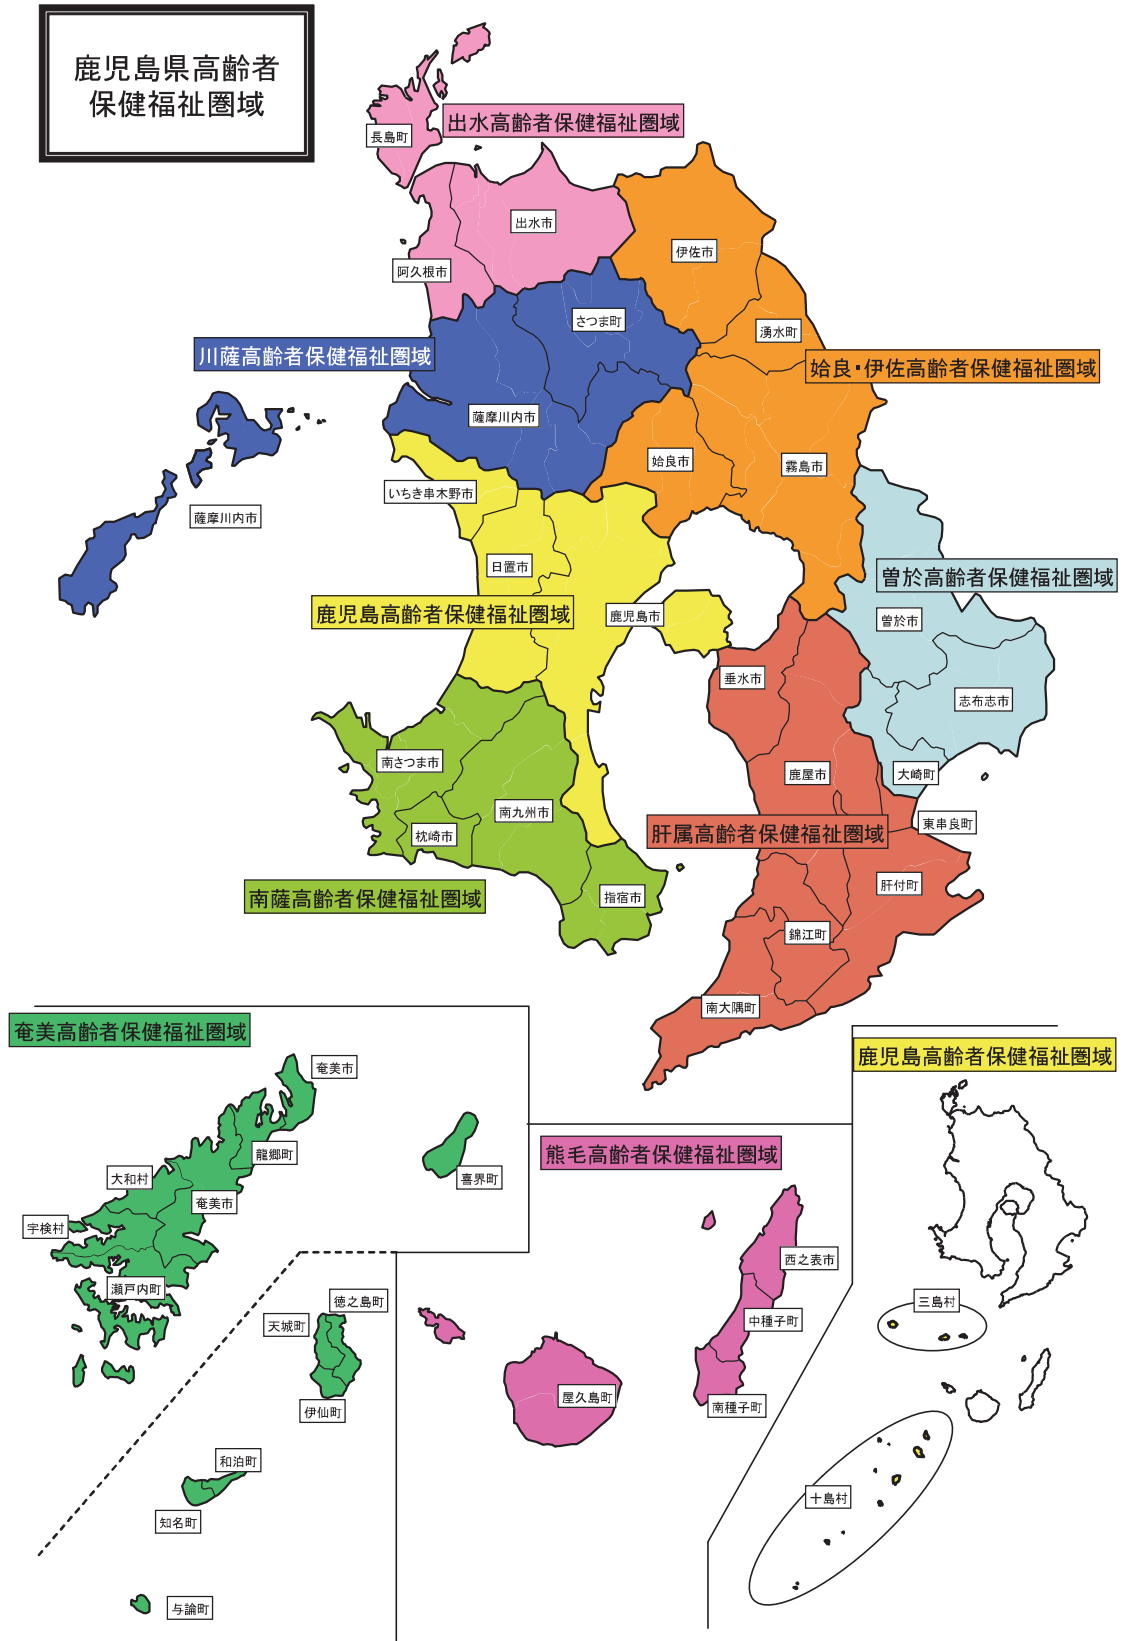 鹿児島県高齢者
保健福祉圏域
出水高齢者保健福祉圏域
長島町
出水市
阿久根市
伊佐市
さつま町
湧水町
川薩高齢者保健福祉圏域
姶良・伊佐高齢者保健福祉圏域
薩摩川内市
姶良市
霧島市
いちき串木野市
薩摩川内市
日置市
曽於高齢者保健福祉圏域
鹿児島高齢者保健福祉圏域
鹿児島市
曽於市
垂水市
志布志市
南さつま市
鹿屋市
大崎町
南九州市
枕崎市
東串良町
肝属高齢者保健福祉圏域
南薩高齢者保健福祉圏域
指宿市
肝付町
錦江町
南大隅町
奄美高齢者保健福祉圏域
鹿児島高齢者保健福祉圏域
奄美市
龍郷町
熊毛高齢者保健福祉圏域
大和村
喜界町
奄美市
宇検村
西之表市
瀬戸内町
徳之島町
三島村
天城町
中種子町
屋久島町
南種子町
伊仙町
和泊町
十島村
知名町
与論町